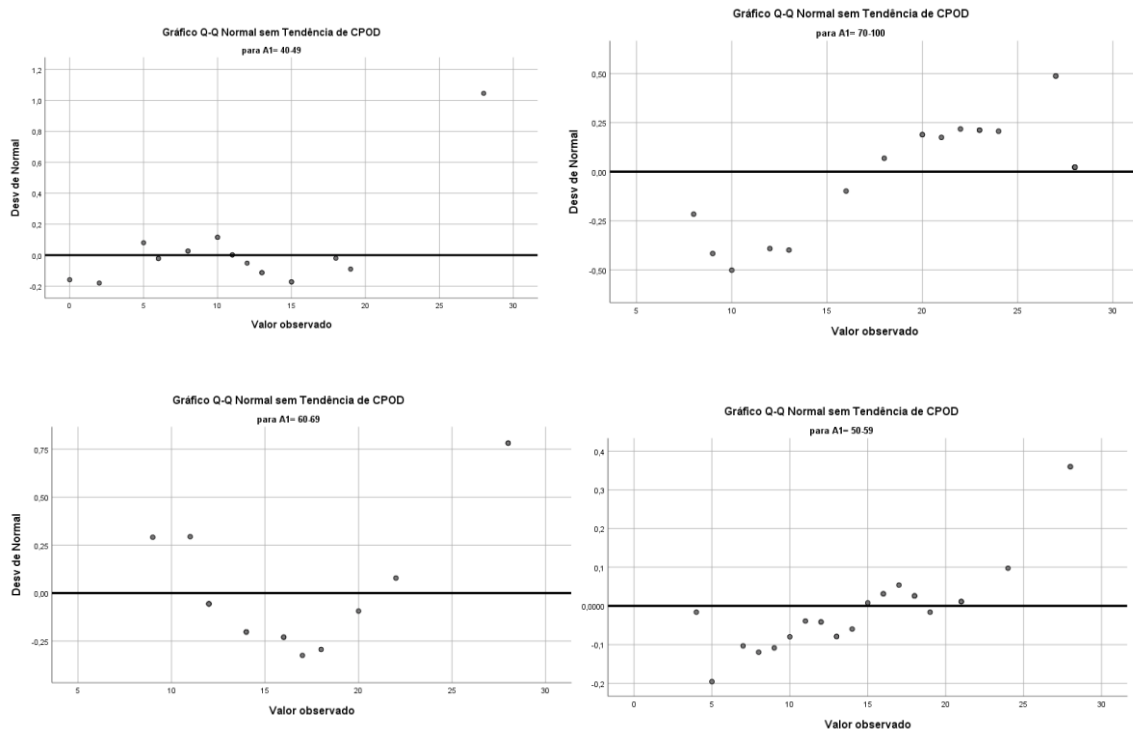 Gráfico Q-Q Normal sem Tendência de CPOD
para A1= 40-49
1,2
1,0
0,8
0,6
0,4
0,2
0,0
-0,2
Desv de Normal
0 5 10 15 20 25 30
Valor observado
Gráfico Q-Q Normal sem Tendência de CPOD
para A1= 70-100
0,50
0,25
0,00
-0,25
-0,50
Desv de Normal
5 10 15 20 25 30
Valor observado
Gráfico Q-Q Normal sem Tendência de CPOD
para A1= 60-69
0,75
0,50
0,25
0,00
-0,25
Desv de Normal
5 10 15 20 25 30
Valor observado
Gráfico Q-Q Normal sem Tendência de CPOD
para A1= 50-59
0,4
0,3
0,2
0,1
0,0000
-0,1
-0,2
Desv de Normal
0 5 10 15 20 25 30
Valor observado